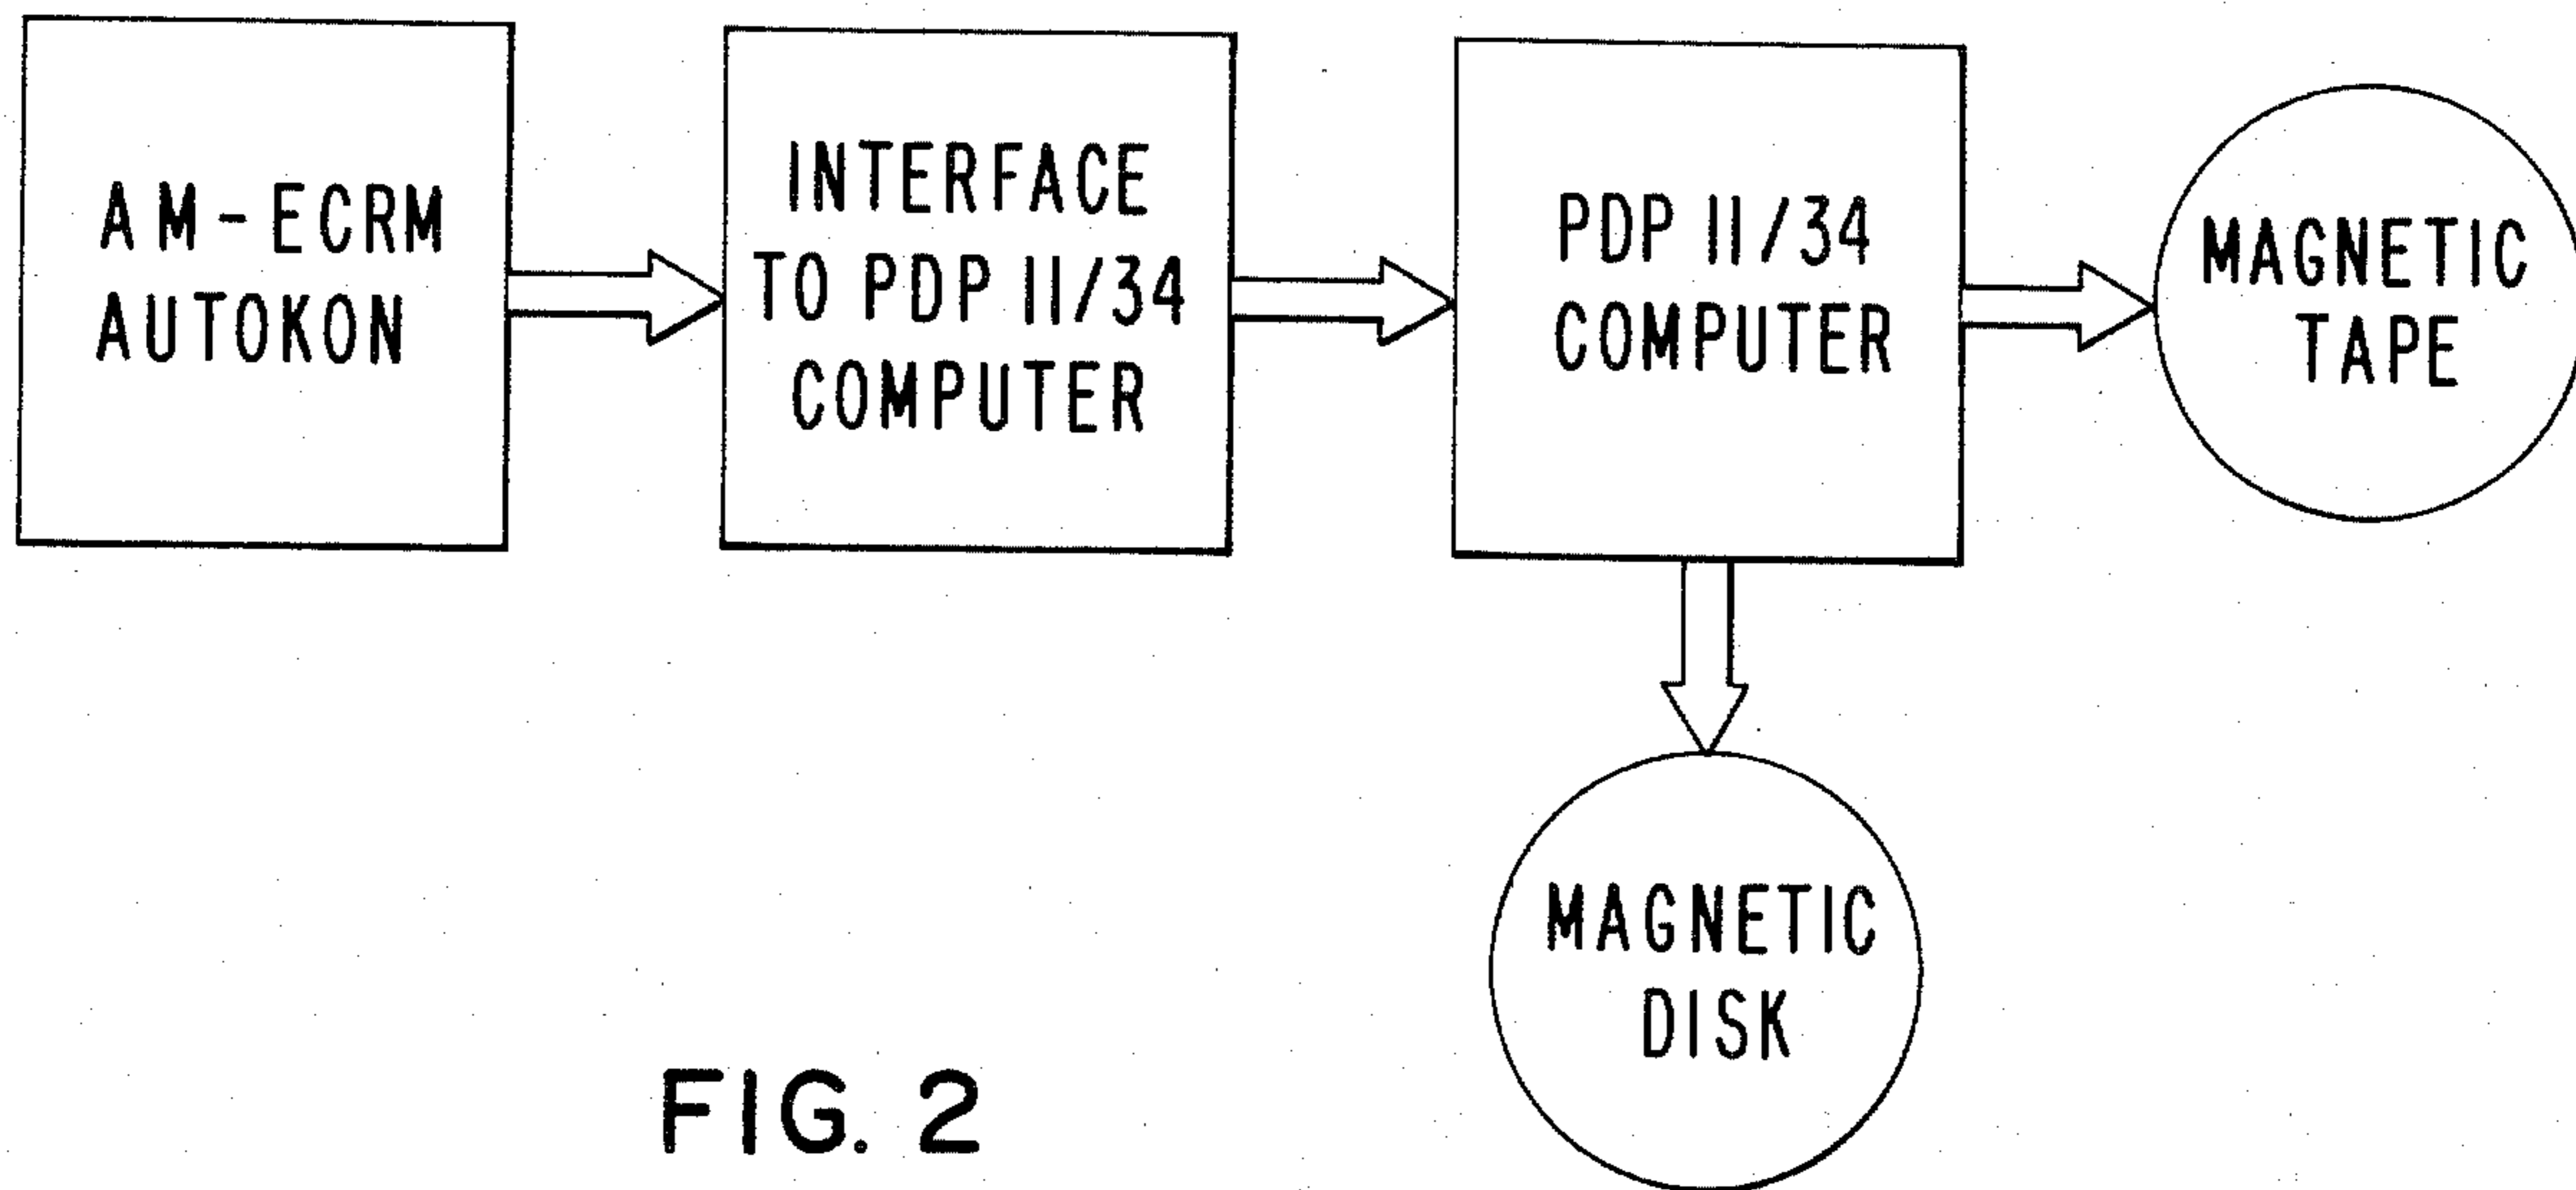 AM-ECRM
AUTOKON
INTERFACE
TO PDP 11/34
COMPUTER
PDP 11/34
COMPUTER
MAGNETIC
TAPE
MAGNETIC
DISK
FIG. 2